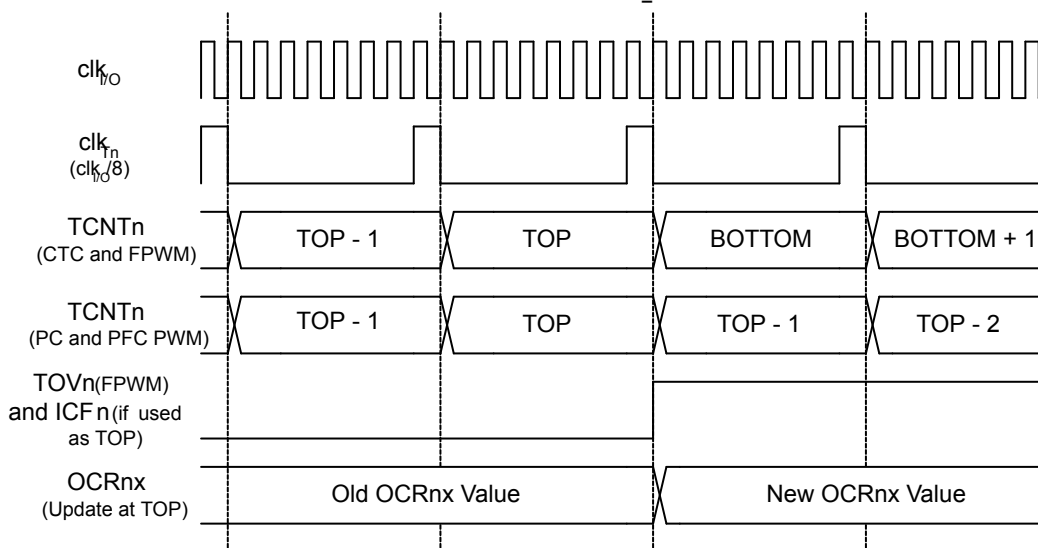 clkI/O
clkTn
(clkI/O/8)
TCNTn
(CTC and FPWM)
TOP - 1
TOP
BOTTOM
BOTTOM + 1
TCNTn
(PC and PFC PWM)
TOP - 1
TOP
TOP - 1
TOP - 2
TOVn(FPWM)
and ICFn(if used
as TOP)
OCRnx
(Update at TOP)
Old OCRnx Value
New OCRnx Value